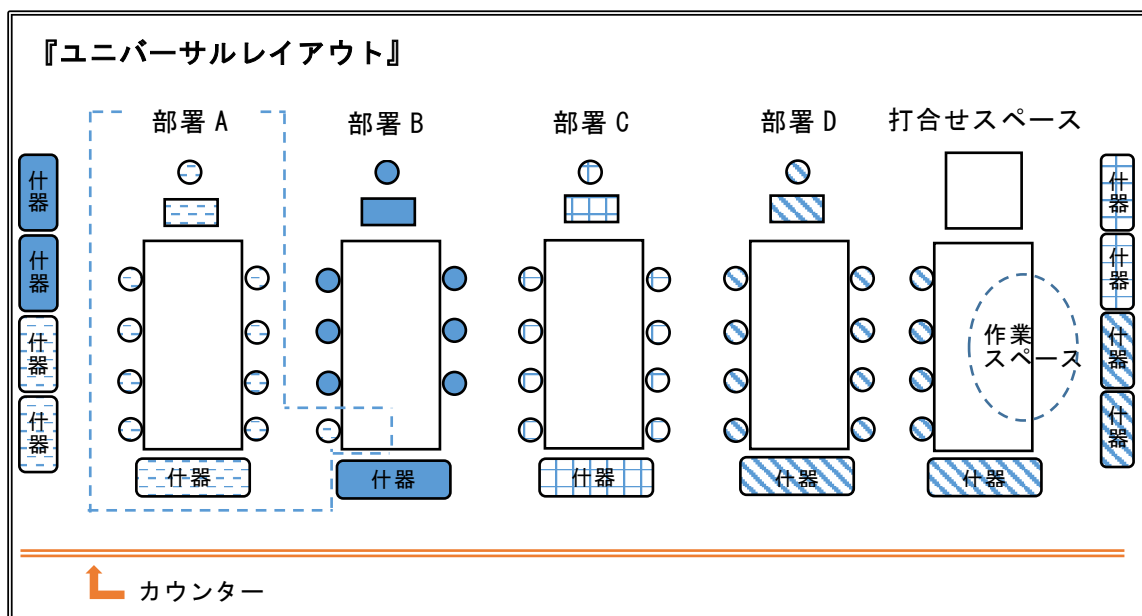 『ユニバーサルレイアウト』
部署 A
部署 B
部署 C
部署 D
打合せスペース
什器
什器
什器
什器
什器
什器
什器
什器
作業
スペース
什器
什器
什器
什器
什器
カウンター